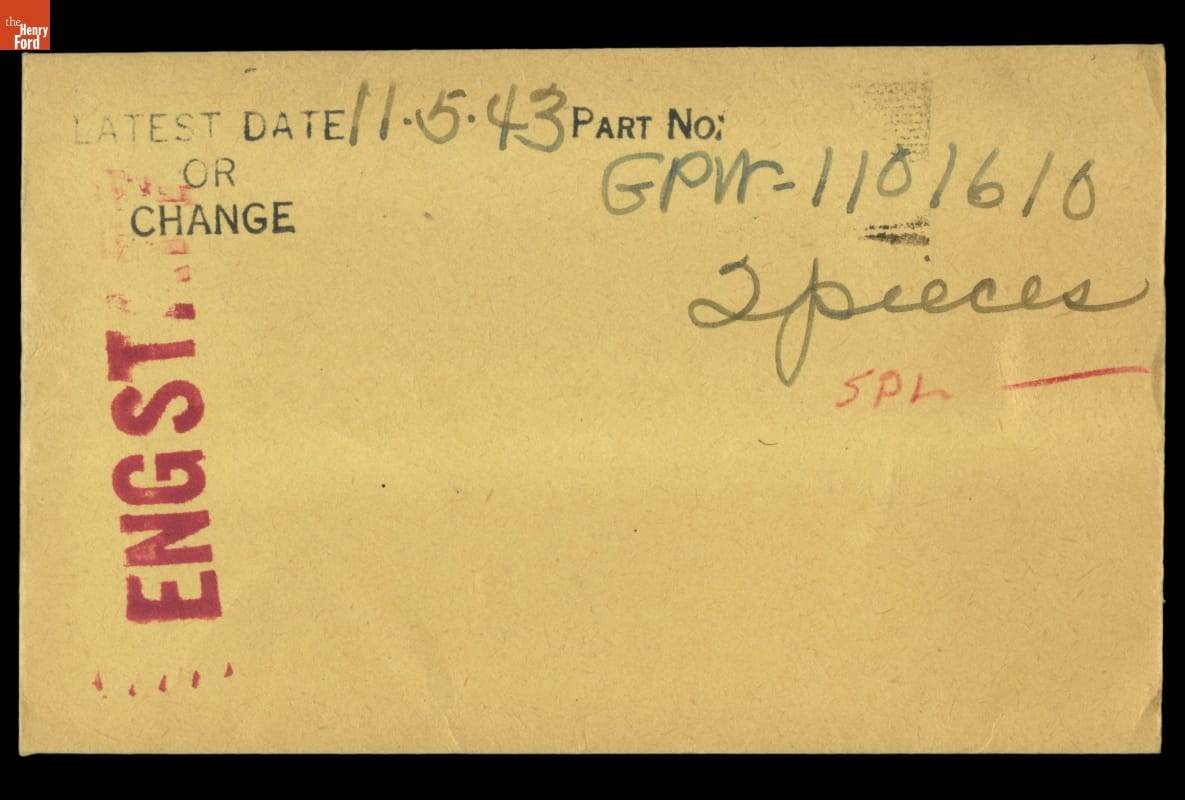 the
Henry
Ford
LATEST DATE 11·5·43 PART No:
OR
CHANGE
GPW-1101610
2 pieces
SPL —
ENG ST.